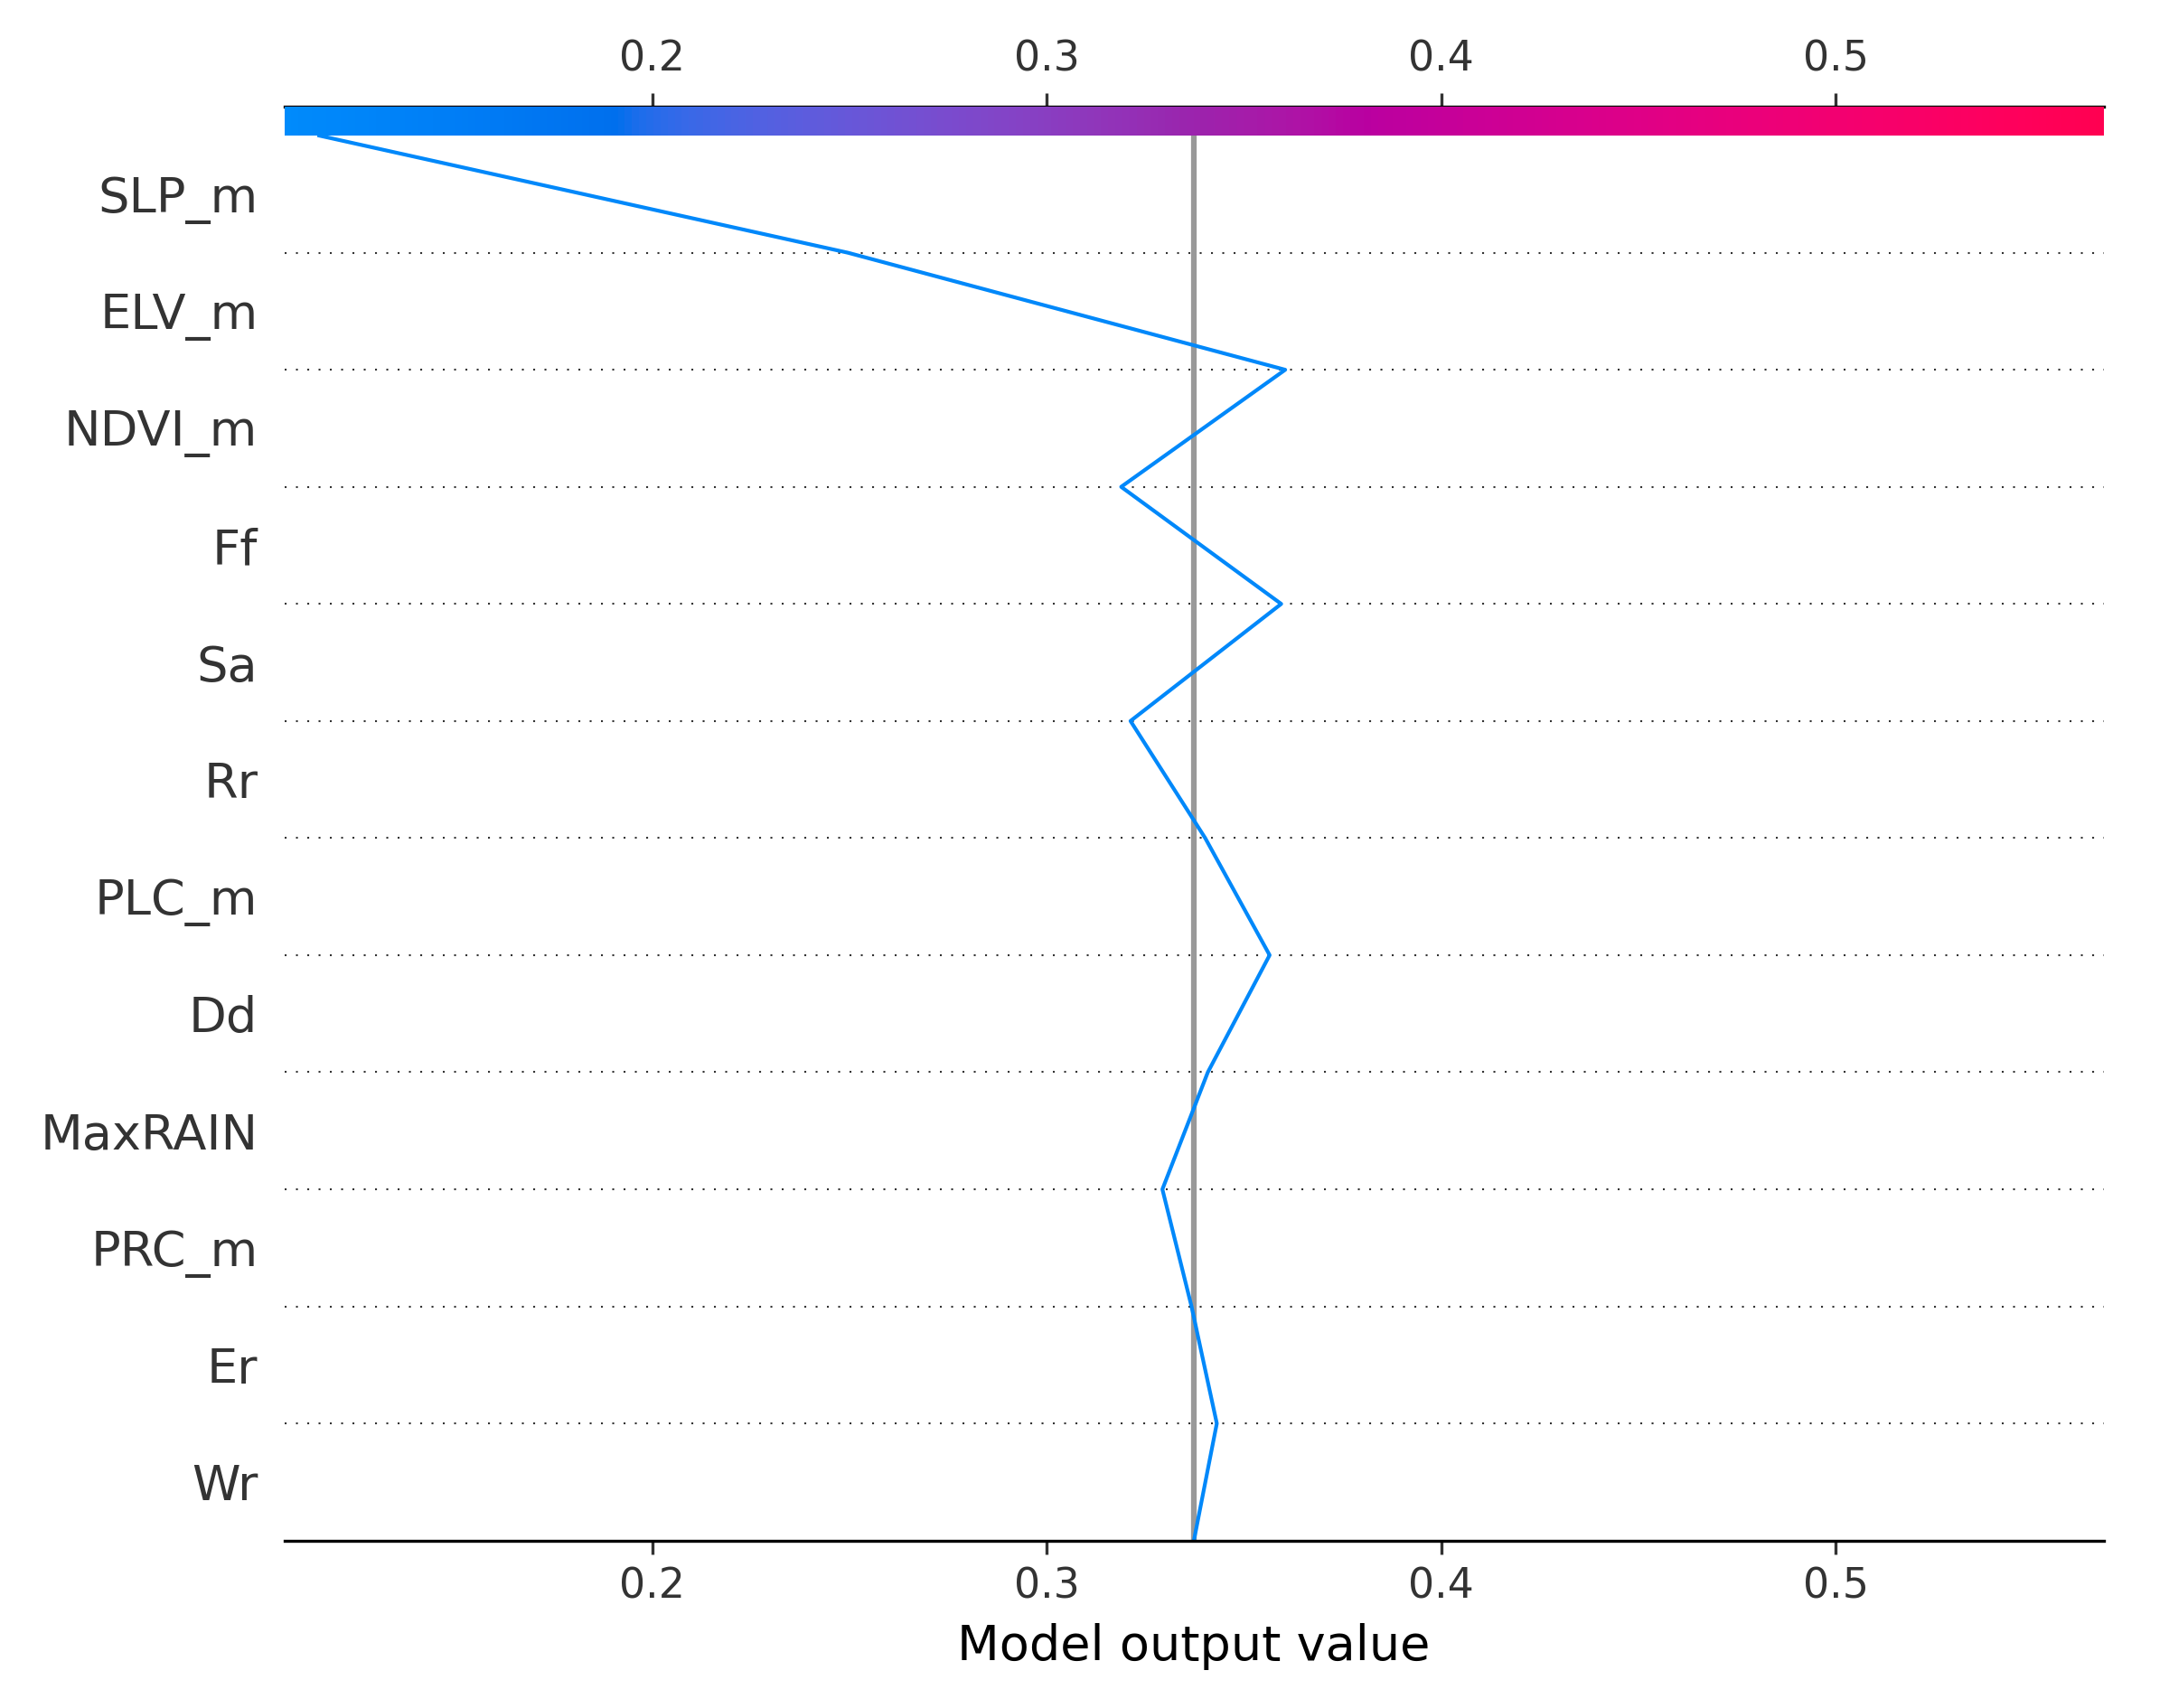 0.2 0.3 0.4 0.5
SLP_m
ELV_m
NDVI_m
Ff
Sa
Rr
PLC_m
Dd
MaxRAIN
PRC_m
Er
Wr
0.2 0.3 0.4 0.5
Model output value